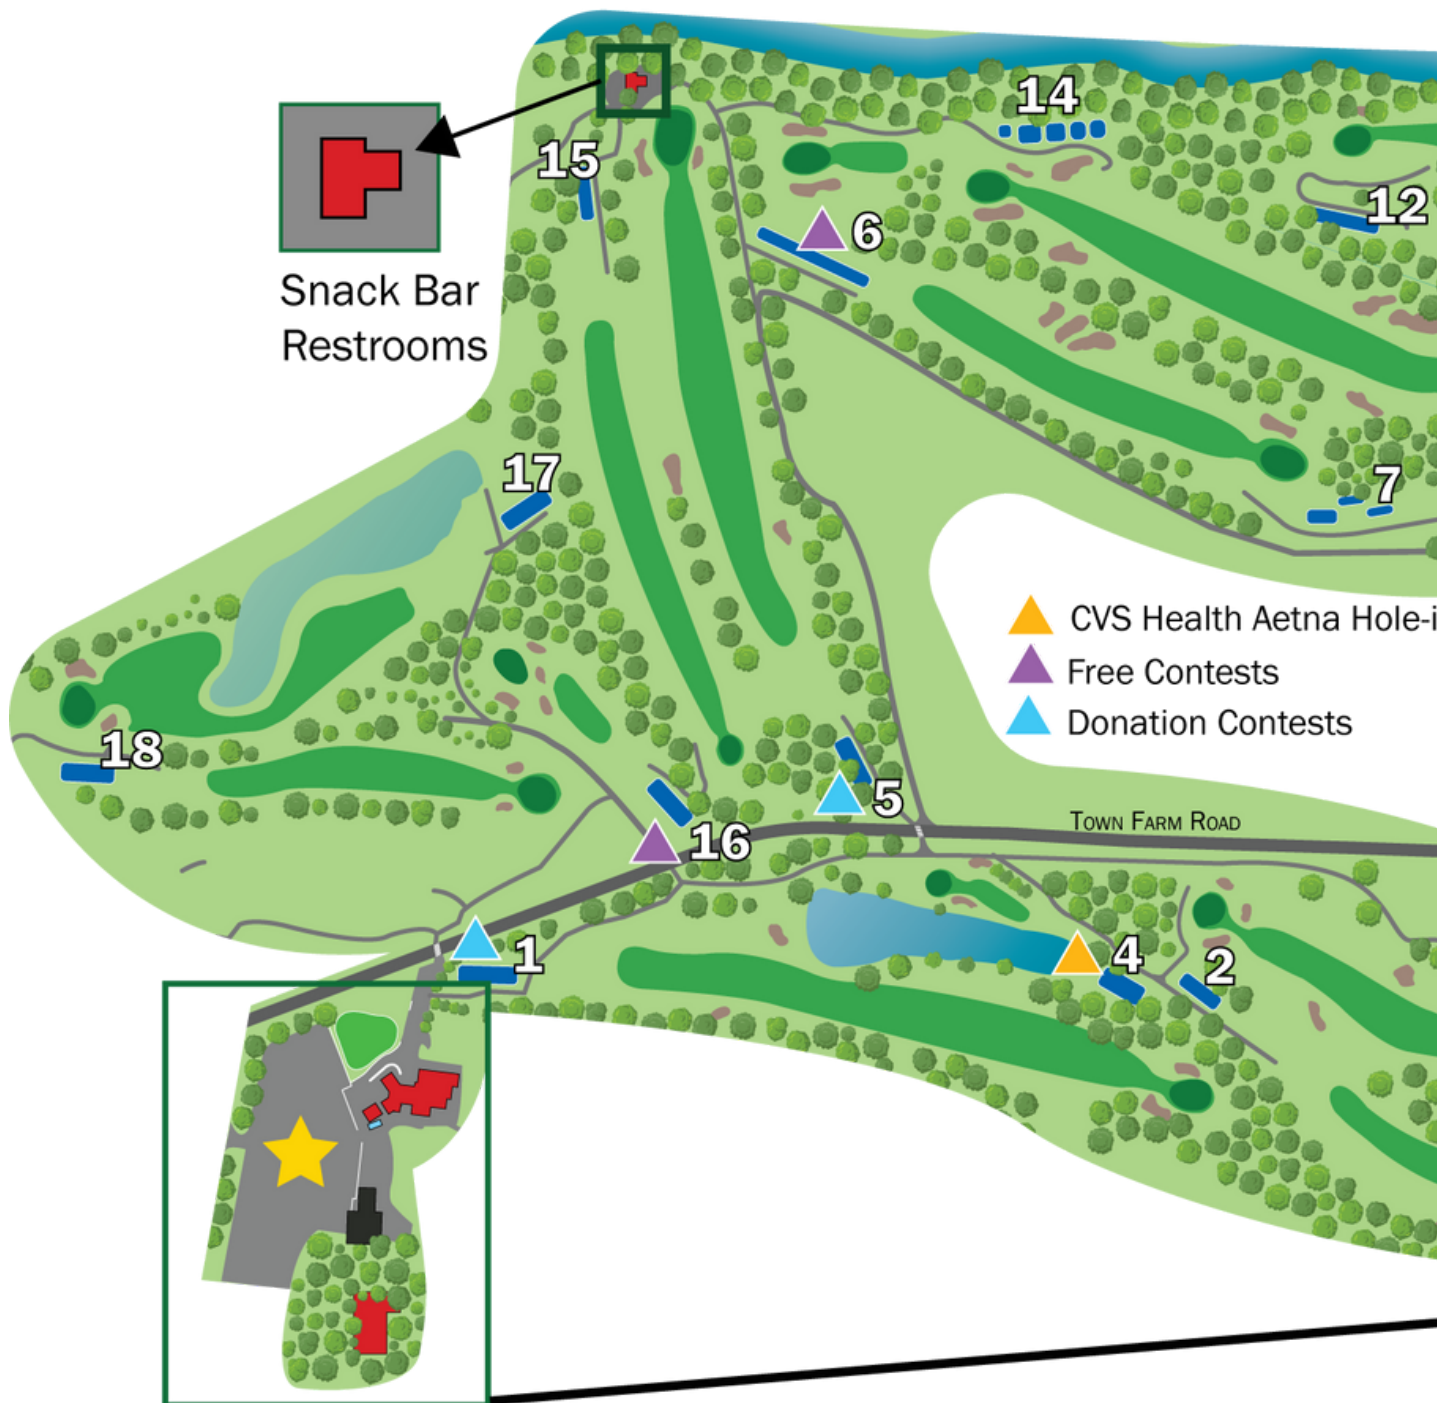 14
15
12
6
Snack Bar
Restrooms
17
7
CVS Health Aetna Hole-i
Free Contests
Donation Contests
18
5
Town Farm Road
16
1
4
2